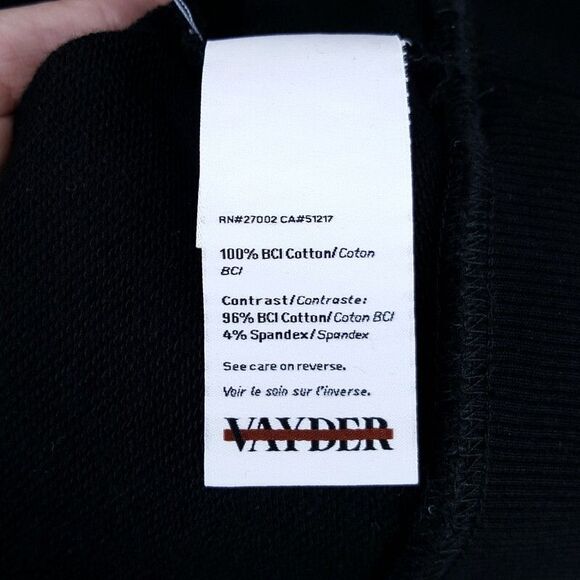 RN#27002 CA#51217
100% BCI Cotton/Coton
BCI
Contrast/Contraste:
96% BCI Cotton/Coton BCI
4% Spandex/Spandex
See care on reverse.
Voir le soin sur l'inverse.
VAYDER